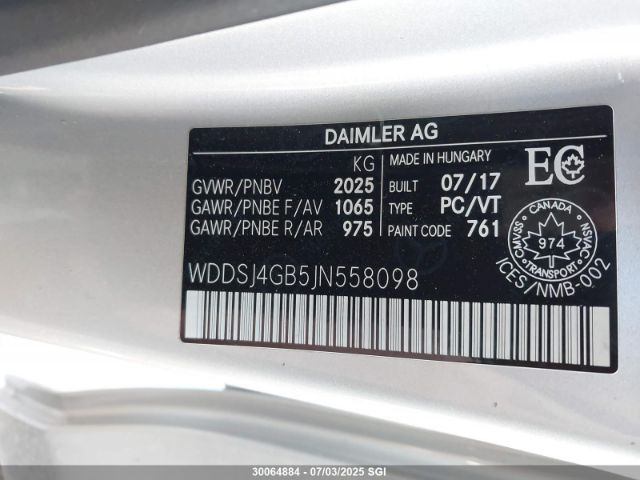 DAIMLER AG
KG
GVWR/PNBV 2025
GAWR/PNBE F/AV 1065
GAWR/PNBE R/AR 975
MADE IN HUNGARY
BUILT 07/17
TYPE PC/VT
PAINT CODE 761
EC
CANADA
CMVSS 974 NSVAC
TRANSPORT
ICES/NMB-002
WDDSJ4GB5JN558098
30064884 - 07/03/2025 SGI